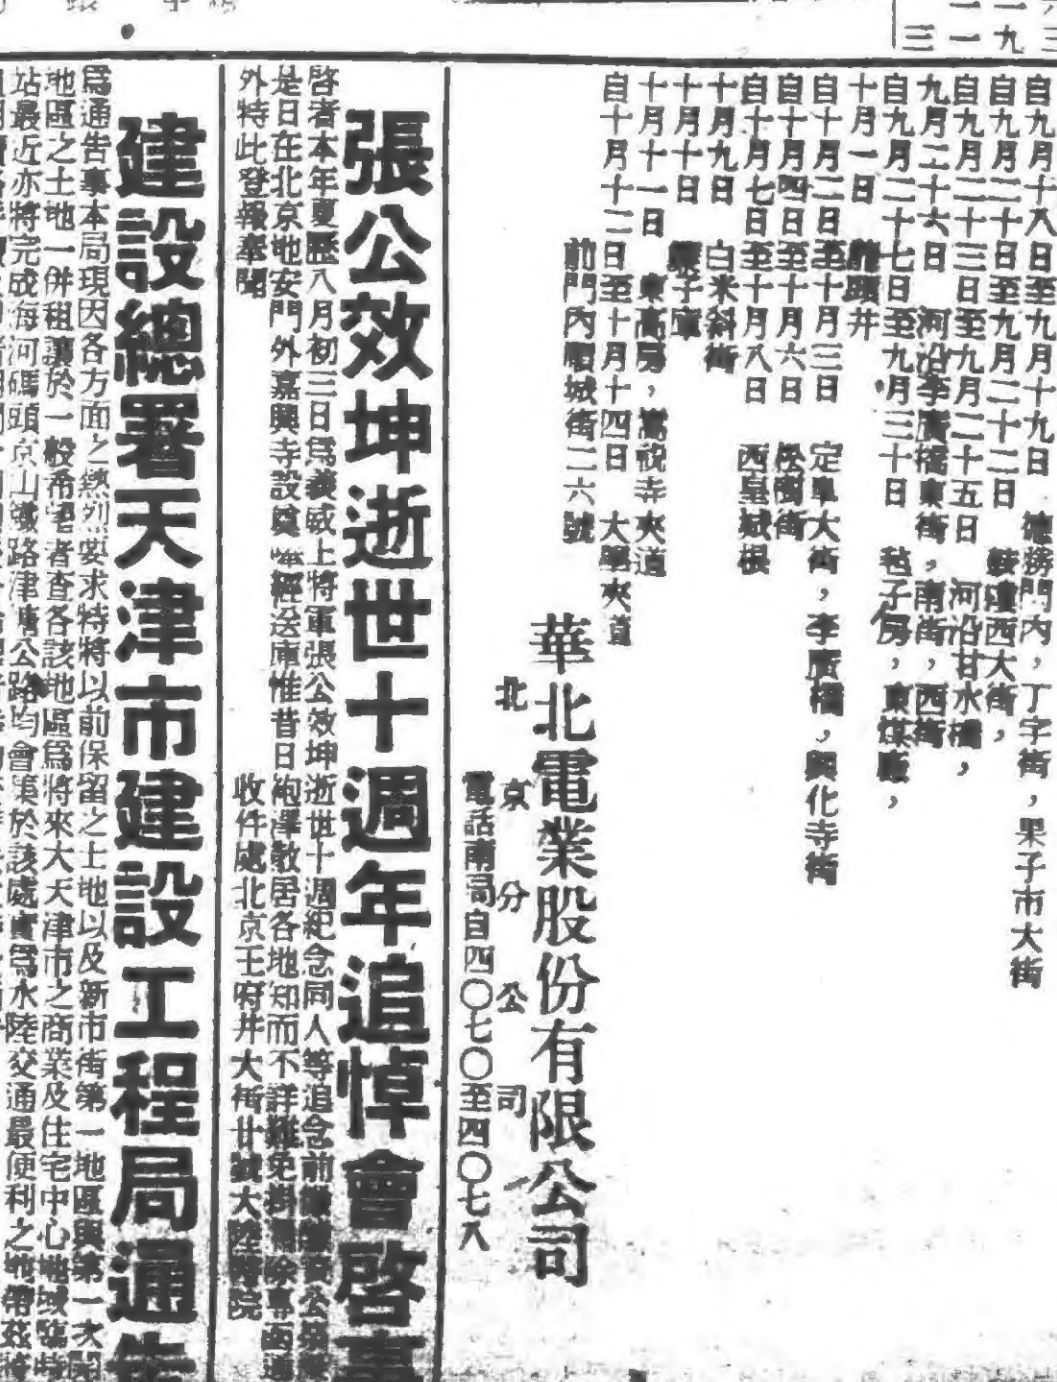 自九月十八日至九月十九日　德勝門內，丁字街，果子市大街
自九月二十日至九月二十二日　鼓樓西大街，
自九月二十三日至九月二十五日　河沿甘水橋，
九月二十六日　河沿李廣橋東街，南街，西街
自九月二十七日至九月三十日　毡子房，東煤廠，
十月一日　龍頭井
自十月二日至十月三日　定阜大街，李廣橋，興化寺街
自十月四日至十月六日　松樹街
自十月七日至十月八日　西皇城根
十月九日　白米斜街
十月十日　簾子庫
十月十一日　東高房，嵩祝寺夾道
自十月十二日至十月十四日　大學夾道
前門內順城街二六號
華北電業股份有限公司
北京分公司
電話南局自四〇七〇至四〇七八
張公效坤逝世十週年追悼會啓事
啓者本年夏歷八月初三日爲義威上將軍張公效坤逝世十週紀念同人等追念前
是日在北京地安門外嘉興寺設奠 經送庫惟昔日袍澤散居各地知而不詳難免掛漏除專函通
外特此登報奉聞
收件處北京王府井大街廿號大陸 院
建設總署天津市建設工程局通告
爲通告事本局現因各方面之熱烈要求特將以前保留之土地以及新市街第一地區與第一次開
地區之土地一併租讓於一般希望者查各該地區爲將來大天津市之商業及住宅中心地域臨時
站最近亦將完成海河碼頭京山鐵路津塘公路均會集於該處實爲水陸交通最便利之地帶茲將